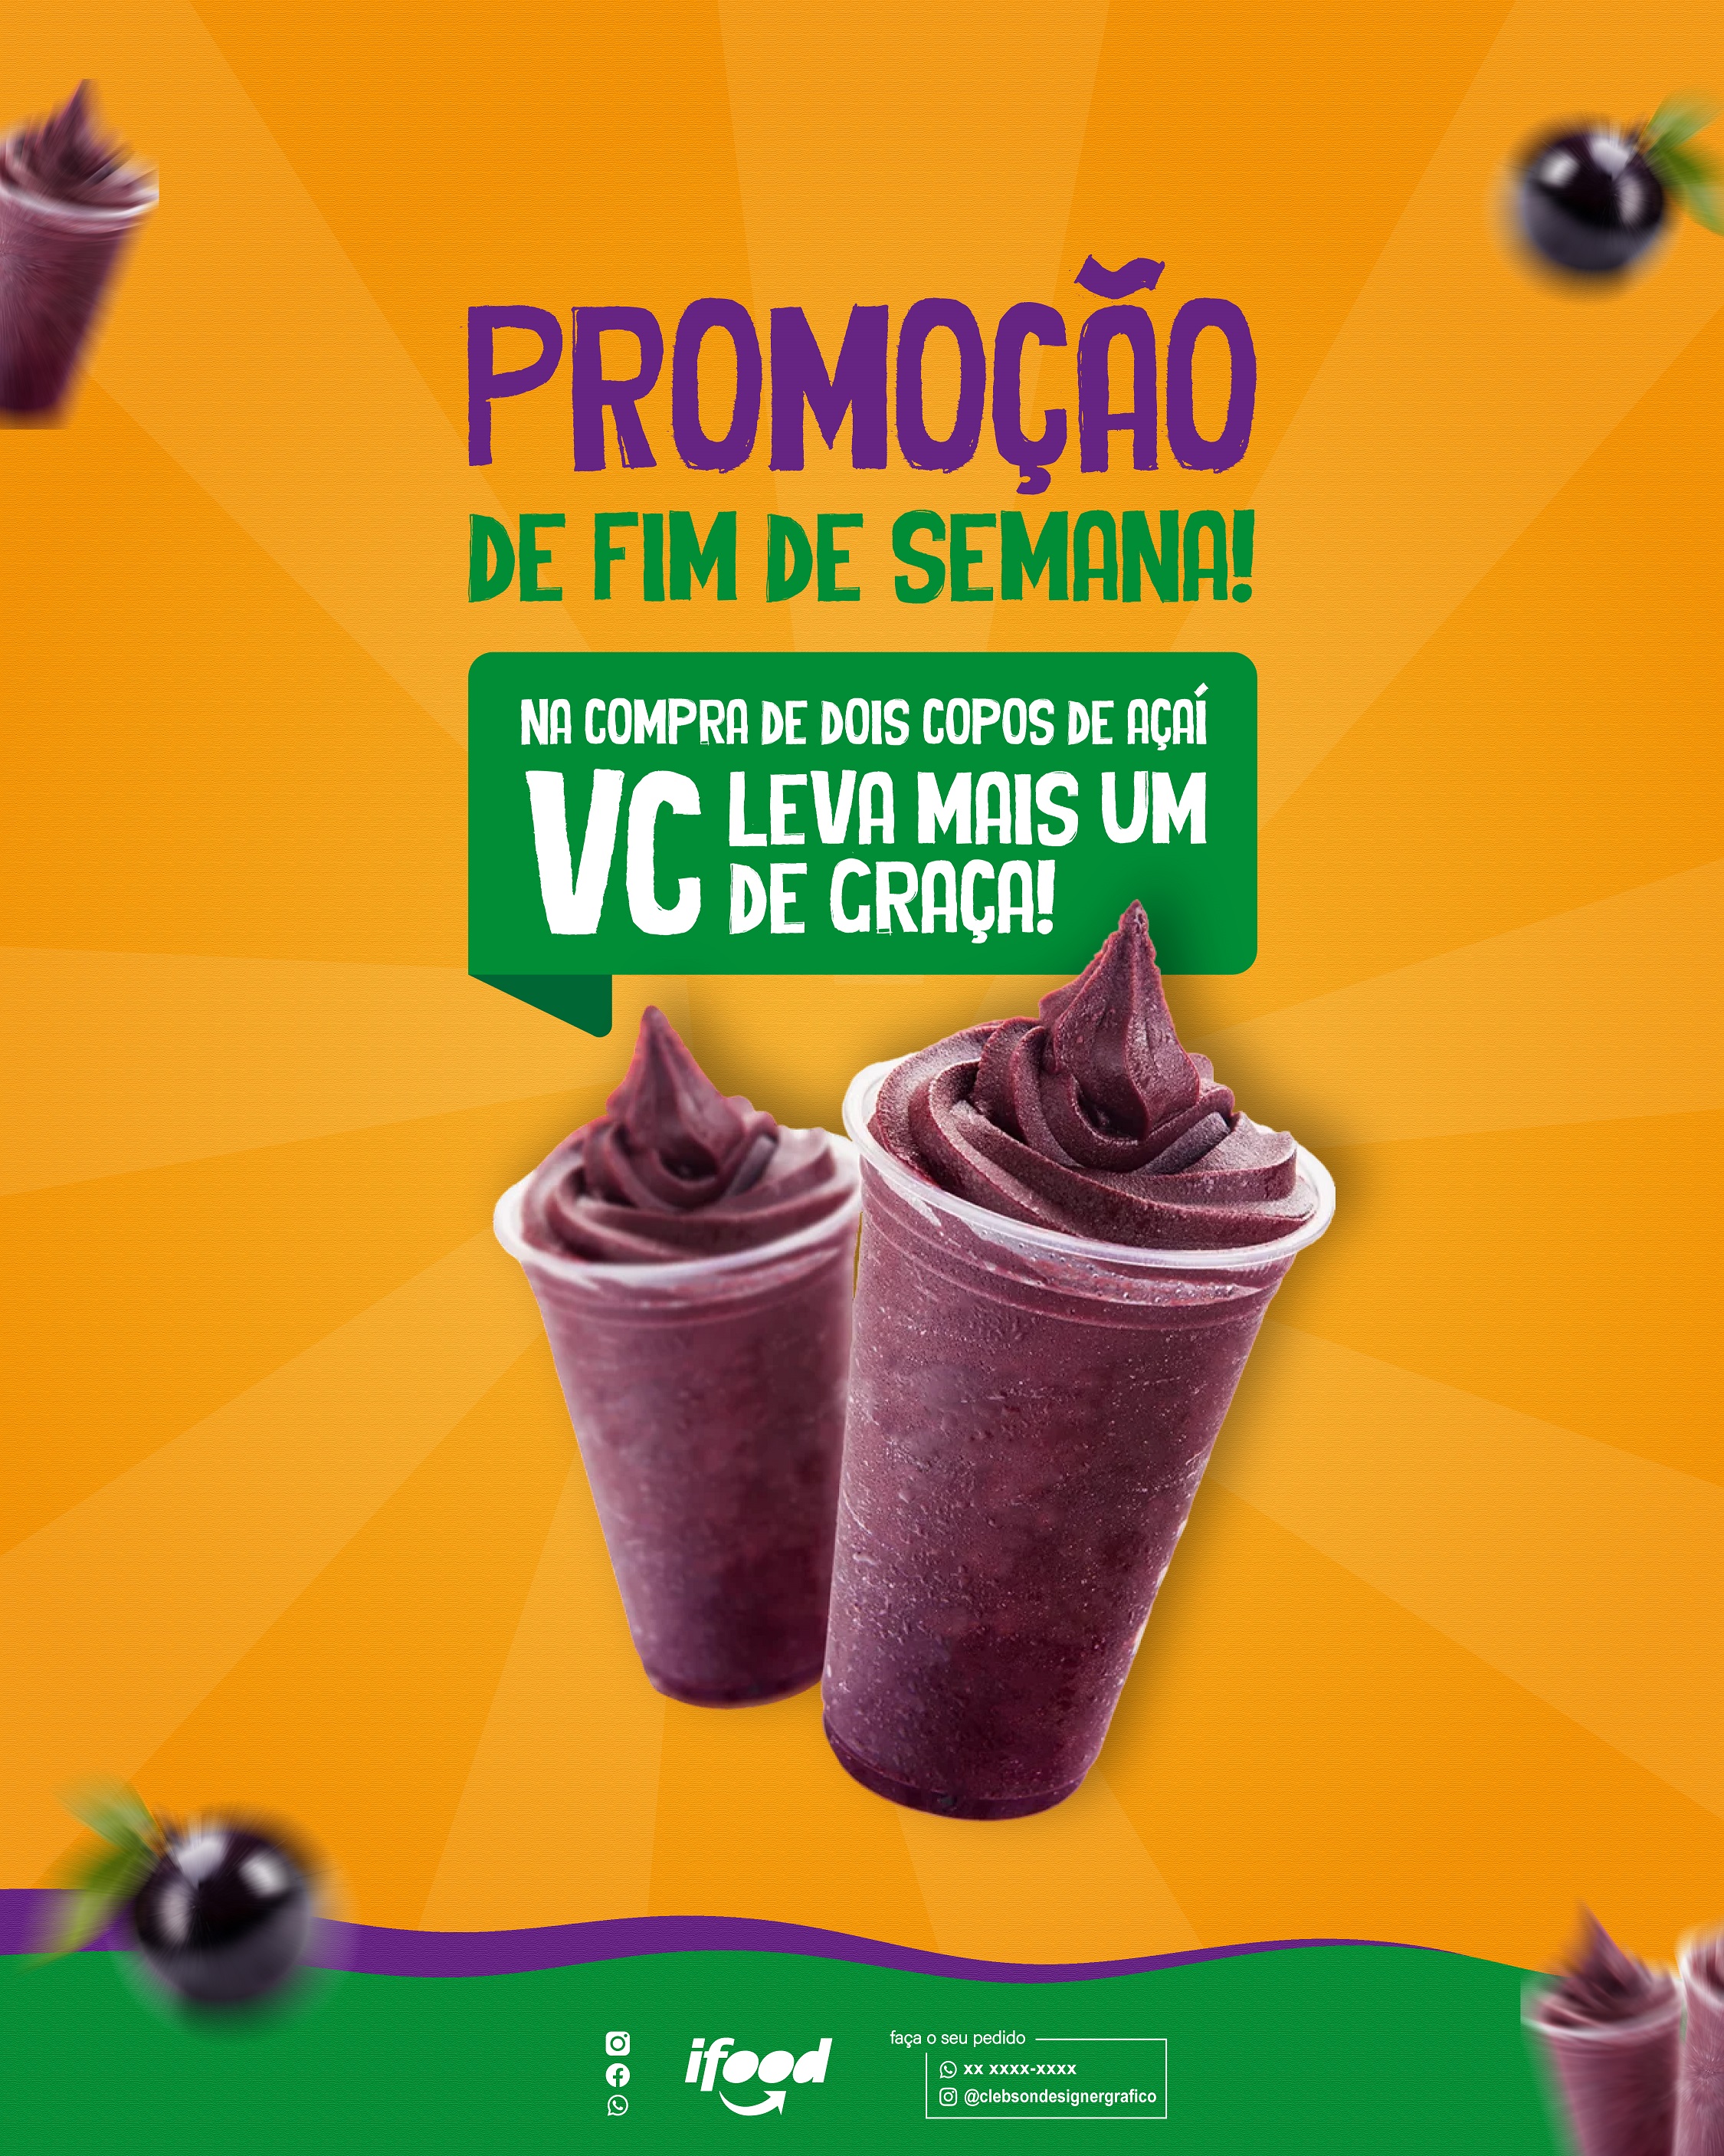 PROMOÇÃO
DE FIM DE SEMANA!
NA COMPRA DE DOIS COPOS DE AÇAÍ
VC LEVA MAIS UM
DE GRAÇA!
ifood
faça o seu pedido
xx xxxx-xxxx
@clebsondesignergrafico